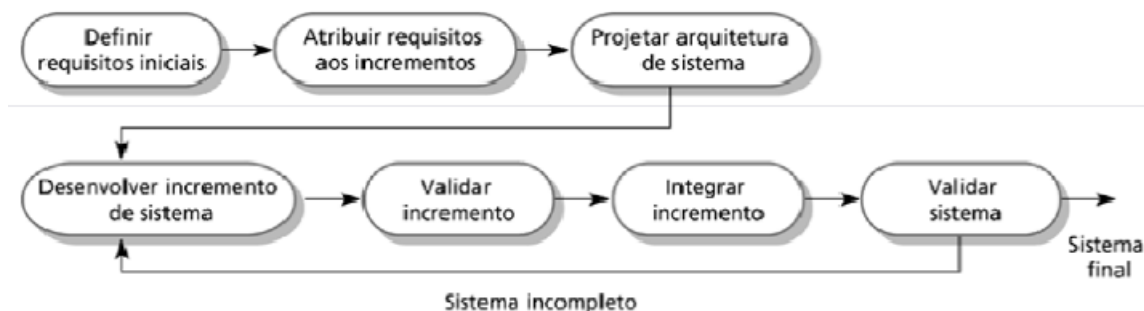 Definir
requisitos iniciais
Atribuir requisitos
aos incrementos
Projetar arquitetura
de sistema
Desenvolver incremento
de sistema
Validar
incremento
Integrar
incremento
Validar
sistema
Sistema
final
Sistema incompleto